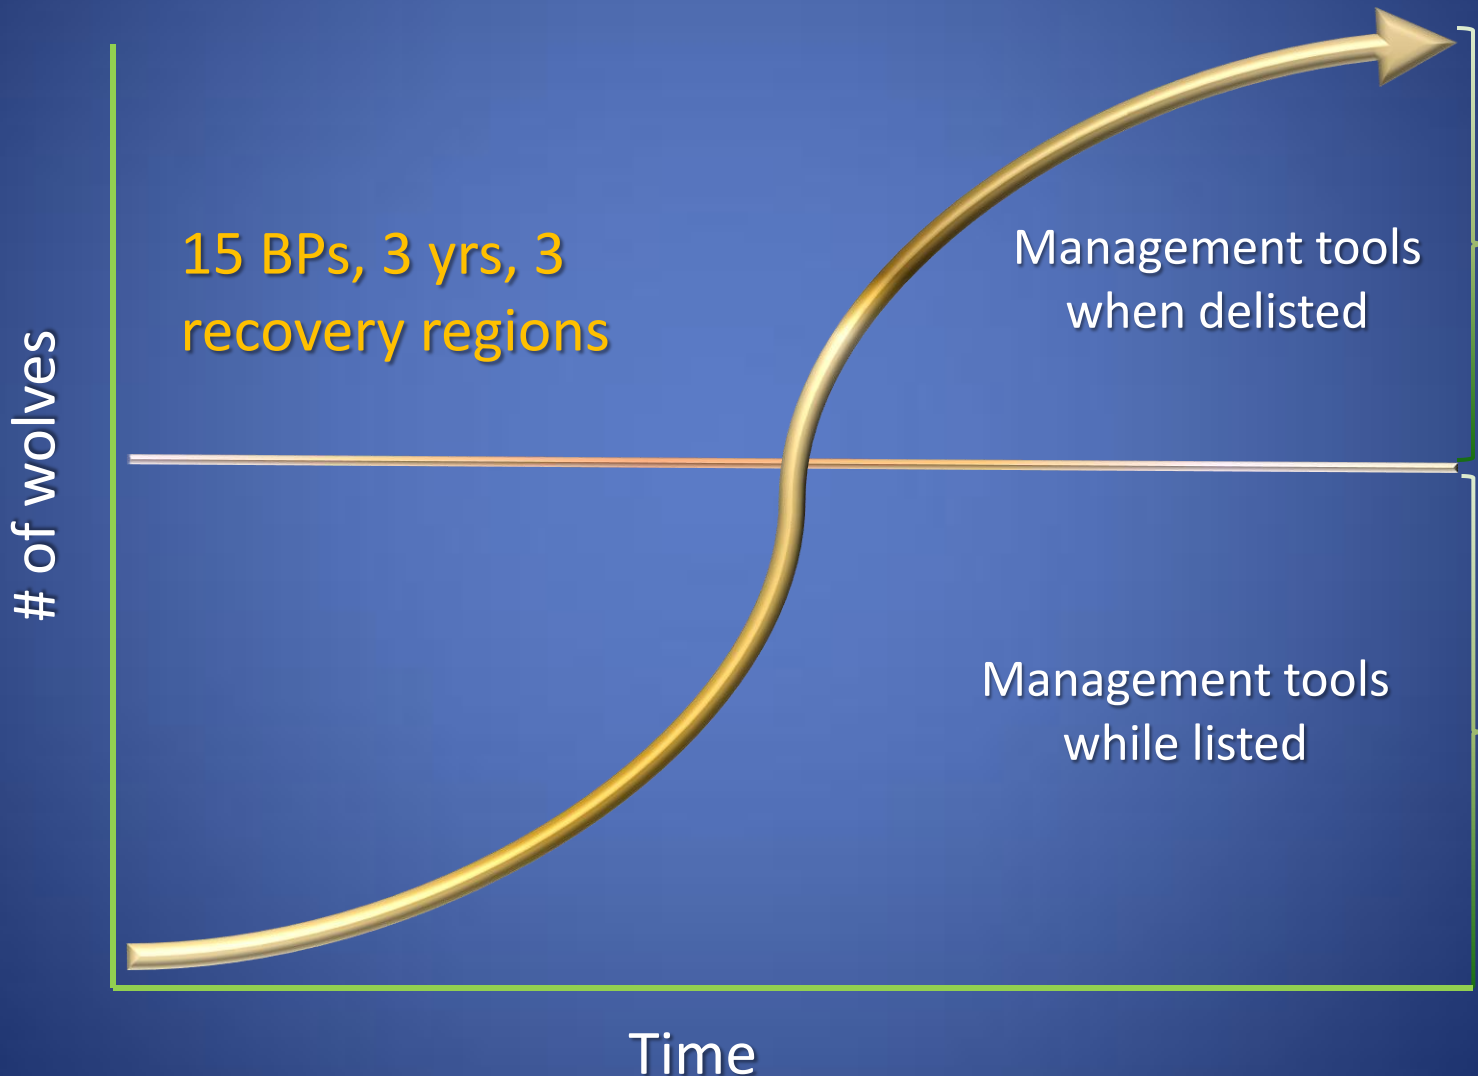 15 BPs, 3 yrs, 3
recovery regions
Management tools
when delisted
# of wolves
Management tools
while listed
Time